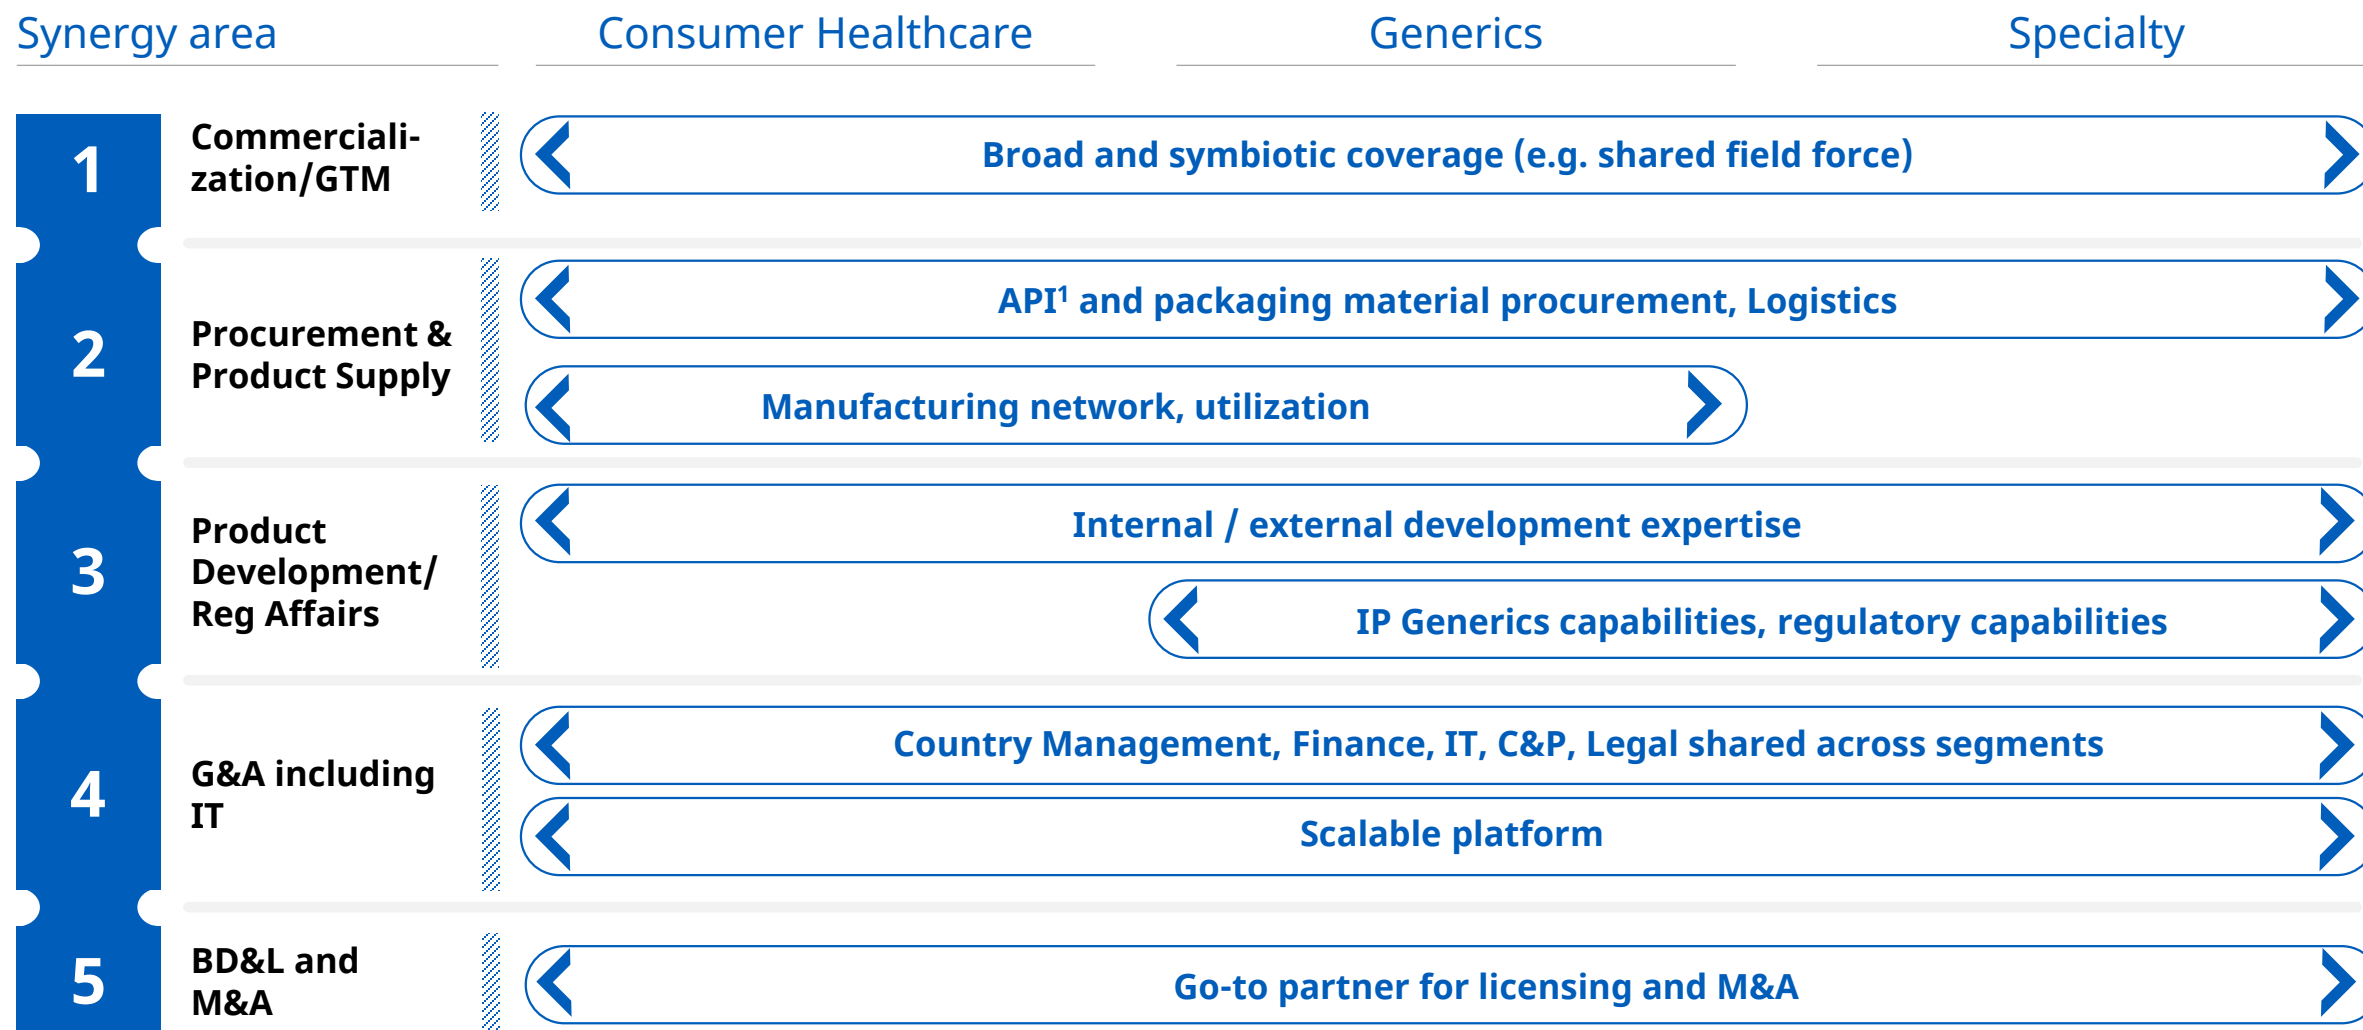 Synergy area
Consumer Healthcare
Generics
Specialty
1
Commerciali-
zation/GTM
Broad and symbiotic coverage (e.g. shared field force)
2
Procurement &
Product Supply
API¹ and packaging material procurement, Logistics
Manufacturing network, utilization
3
Product
Development/
Reg Affairs
Internal / external development expertise
IP Generics capabilities, regulatory capabilities
4
G&A including
IT
Country Management, Finance, IT, C&P, Legal shared across segments
Scalable platform
5
BD&L and
M&A
Go-to partner for licensing and M&A